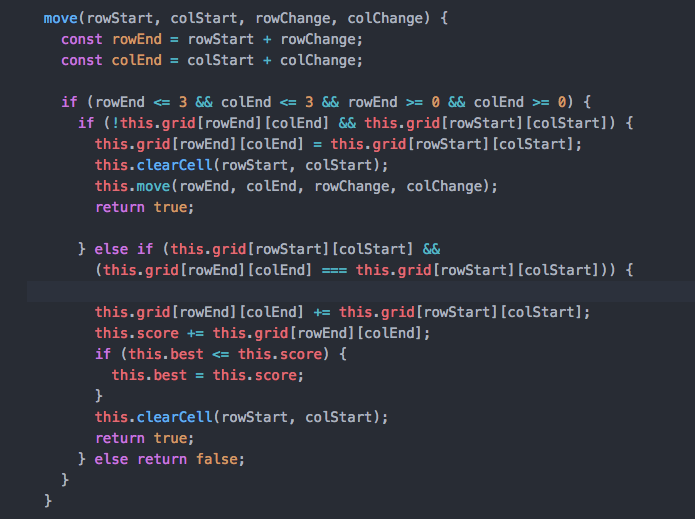 move(rowStart, colStart, rowChange, colChange) {
const rowEnd = rowStart + rowChange;
const colEnd = colStart + colChange;
if (rowEnd <= 3 && colEnd <= 3 && rowEnd >= 0 && colEnd >= 0) {
if (!this.grid[rowEnd][colEnd] && this.grid[rowStart][colStart]) {
this.grid[rowEnd][colEnd] = this.grid[rowStart][colStart];
this.clearCell(rowStart, colStart);
this.move(rowEnd, colEnd, rowChange, colChange);
return true;
} else if (this.grid[rowStart][colStart] &&
(this.grid[rowEnd][colEnd] === this.grid[rowStart][colStart])) {
this.grid[rowEnd][colEnd] += this.grid[rowStart][colStart];
this.score += this.grid[rowEnd][colEnd];
if (this.best <= this.score) {
this.best = this.score;
}
this.clearCell(rowStart, colStart);
return true;
} else return false;
}
}